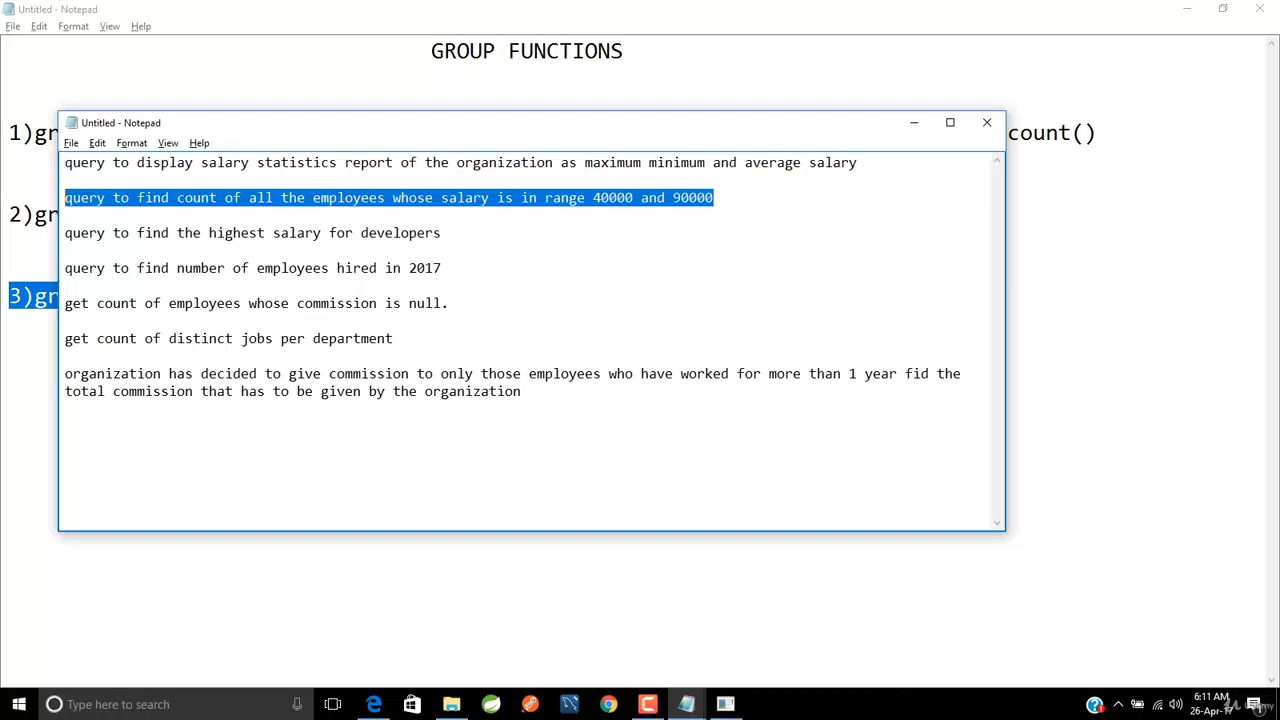 Untitled - Notepad
File Edit Format View Help
GROUP FUNCTIONS
1)gr
count()
2)gr
3)gr
Untitled - Notepad
File Edit Format View Help
query to display salary statistics report of the organization as maximum minimum and average salary
query to find count of all the employees whose salary is in range 40000 and 90000
query to find the highest salary for developers
query to find number of employees hired in 2017
get count of employees whose commission is null.
get count of distinct jobs per department
organization has decided to give commission to only those employees who have worked for more than 1 year fid the
total commission that has to be given by the organization
Type here to search
6:11 AM
26-Apr-17